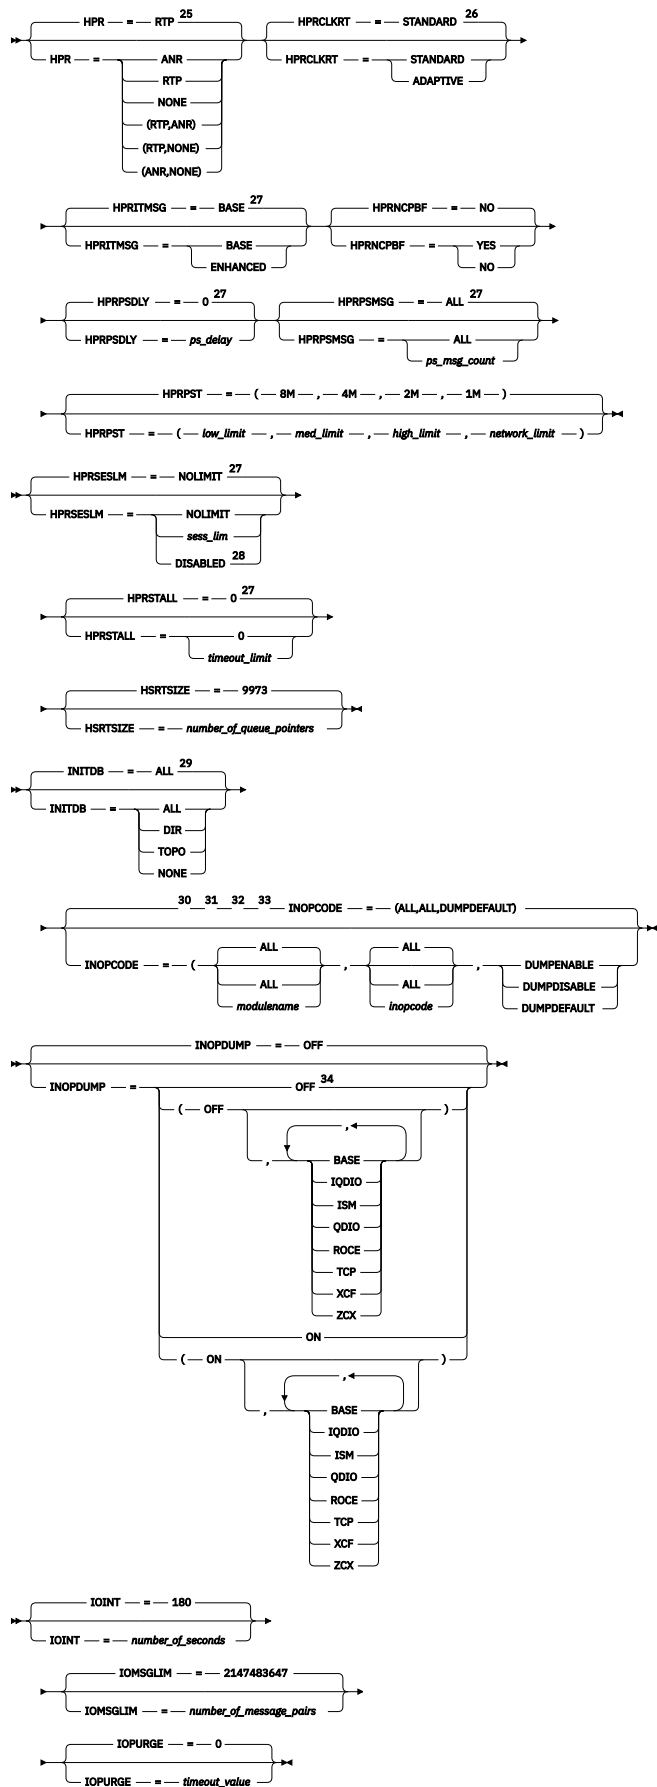 HPR = RTP 25 HPRCLKRT = STANDARD 26
HPR = ANR HPRCLKRT = STANDARD
RTP ADAPTIVE
NONE
(RTP,ANR)
(RTP,NONE)
(ANR,NONE)
HPRITMSG = BASE 27 HPRNCPBF = NO
HPRITMSG = BASE HPRNCPBF = YES
ENHANCED NO
HPRPSDLY = 0 27 HPRPSMSG = ALL 27
HPRPSDLY = ps_delay HPRPSMSG = ALL
ps_msg_count
HPRPST = ( 8M , 4M , 2M , 1M )
HPRPST = ( low_limit , med_limit , high_limit , network_limit )
HPRSESLM = NOLIMIT 27
HPRSESLM = NOLIMIT
sess_lim
DISABLED 28
HPRSTALL = 0 27
HPRSTALL = 0
timeout_limit
HSRTSIZE = 9973
HSRTSIZE = number_of_queue_pointers
INITDB = ALL 29
INITDB = ALL
DIR
TOPO
NONE
30 31 32 33 INOPCODE = (ALL,ALL,DUMPDEFAULT)
ALL ALL
INOPCODE = ( ALL , ALL , DUMPENABLE
modulename inopcode DUMPDISABLE
DUMPDEFAULT
INOPDUMP = OFF
INOPDUMP = OFF 34
( OFF )
,
, BASE
IQDIO
ISM
QDIO
ROCE
TCP
XCF
ZCX
ON
( ON )
,
, BASE
IQDIO
ISM
QDIO
ROCE
TCP
XCF
ZCX
IOINT = 180
IOINT = number_of_seconds
IOMSGLIM = 2147483647
IOMSGLIM = number_of_message_pairs
IOPURGE = 0
IOPURGE = timeout_value